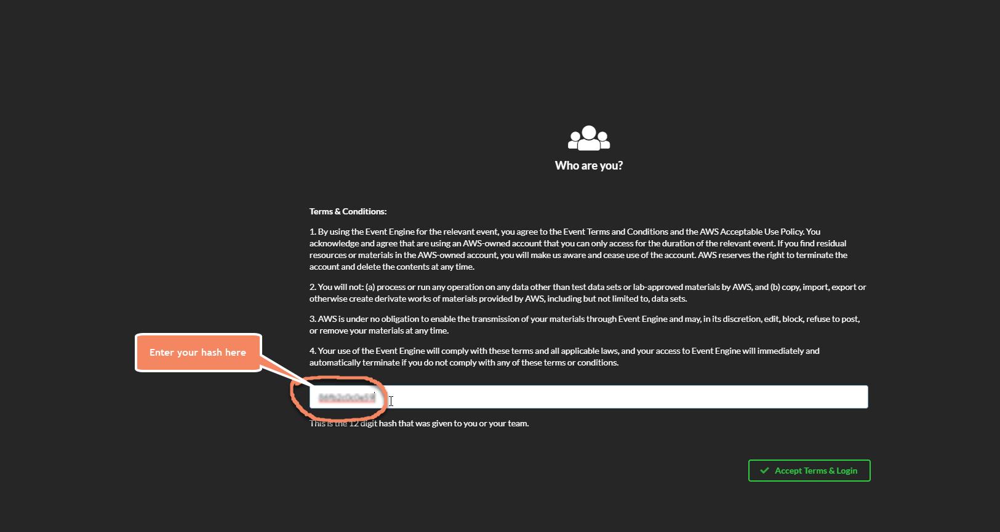 Who are you?
Terms & Conditions:
1. By using the Event Engine for the relevant event, you agree to the Event Terms and Conditions and the AWS Acceptable Use Policy. You
acknowledge and agree that are using an AWS-owned account that you can only access for the duration of the relevant event. If you find residual
resources or materials in the AWS-owned account, you will make us aware and cease use of the account. AWS reserves the right to terminate the
account and delete the contents at any time.
2. You will not: (a) process or run any operation on any data other than test data sets or lab-approved materials by AWS, and (b) copy, import, export or
otherwise create derivate works of materials provided by AWS, including but not limited to, data sets.
3. AWS is under no obligation to enable the transmission of your materials through Event Engine and may, in its discretion, edit, block, refuse to post,
or remove your materials at any time.
4. Your use of the Event Engine will comply with these terms and all applicable laws, and your access to Event Engine will immediately and
automatically terminate if you do not comply with any of these terms or conditions.
Enter your hash here
This is the 12 digit hash that was given to you or your team.
Accept Terms & Login